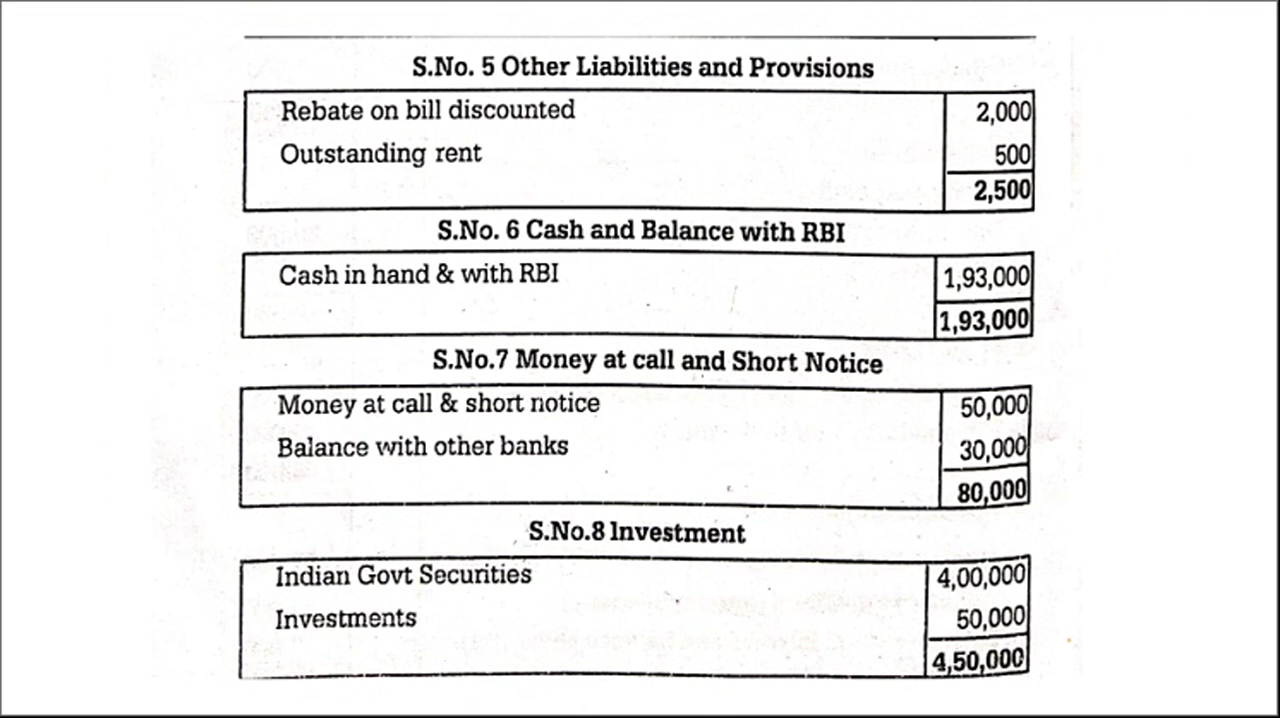 S.No. 5 Other Liabilities and Provisions
Rebate on bill discounted 2,000
Outstanding rent 500
2,500
S.No. 6 Cash and Balance with RBI
Cash in hand & with RBI 1,93,000
1,93,000
S.No.7 Money at call and Short Notice
Money at call & short notice 50,000
Balance with other banks 30,000
80,000
S.No.8 Investment
Indian Govt Securities 4,00,000
Investments 50,000
4,50,000